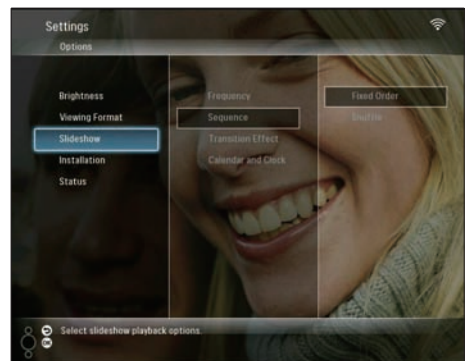 Settings
Options
Brightness
Viewing Format
Slideshow
Installation
Status
Frequency
Sequence
Transition Effect
Calendar and Clock
Fixed Order
Shuffle
OK
Select slideshow playback options.